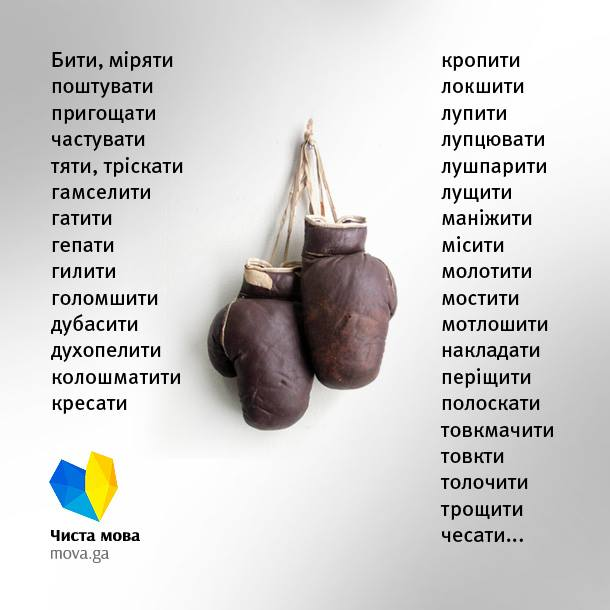 Бити, міряти
поштувати
пригощати
частувати
тяти, тріскати
гамселити
гатити
гепати
гилити
голомшити
дубасити
духопелити
колошматити
кресати
кропити
локшити
лупити
лупцювати
лушпарити
лущити
маніжити
місити
молотити
мостити
мотлошити
накладати
періщити
полоскати
товкмачити
товкти
толочити
трощити
чесати...
Чиста мова
mova.ga